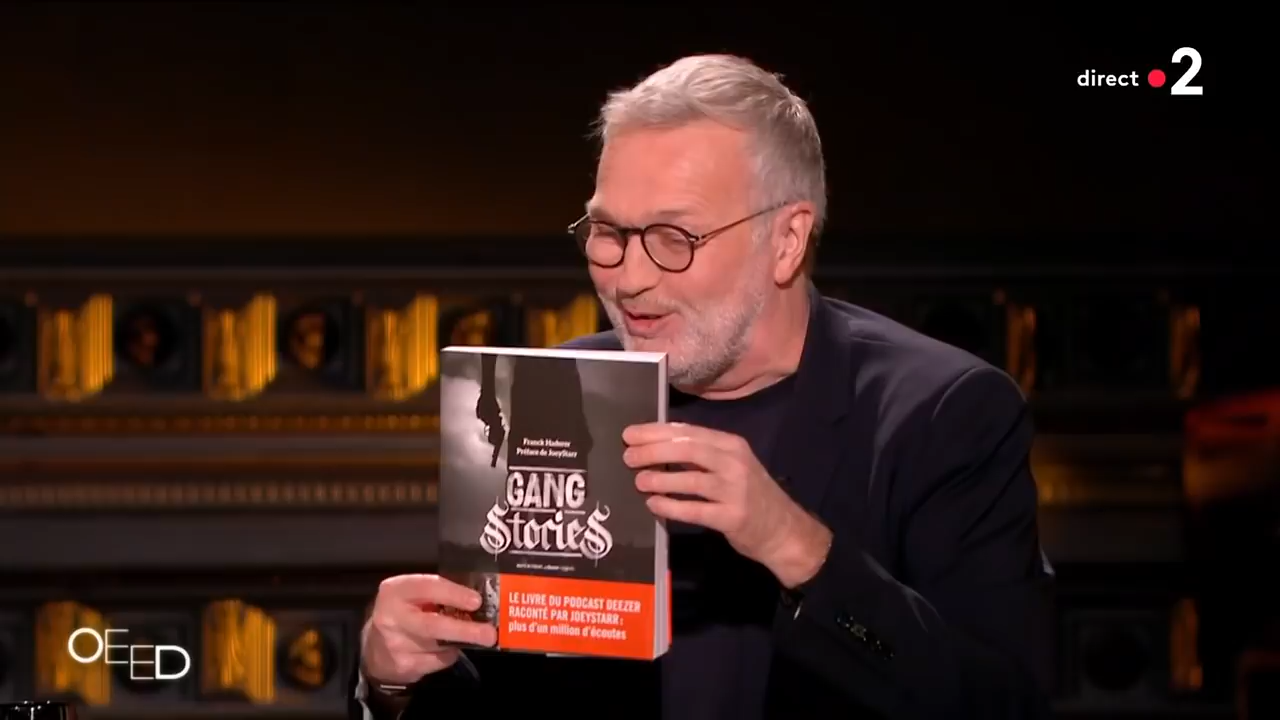 direct 2
Franck Haderer
Préface de JoeyStarr
GANG
StorieS
LE LIVRE DU PODCAST DEEZER
RACONTÉ PAR JOEYSTARR :
plus d'un million d'écoutes
OEED